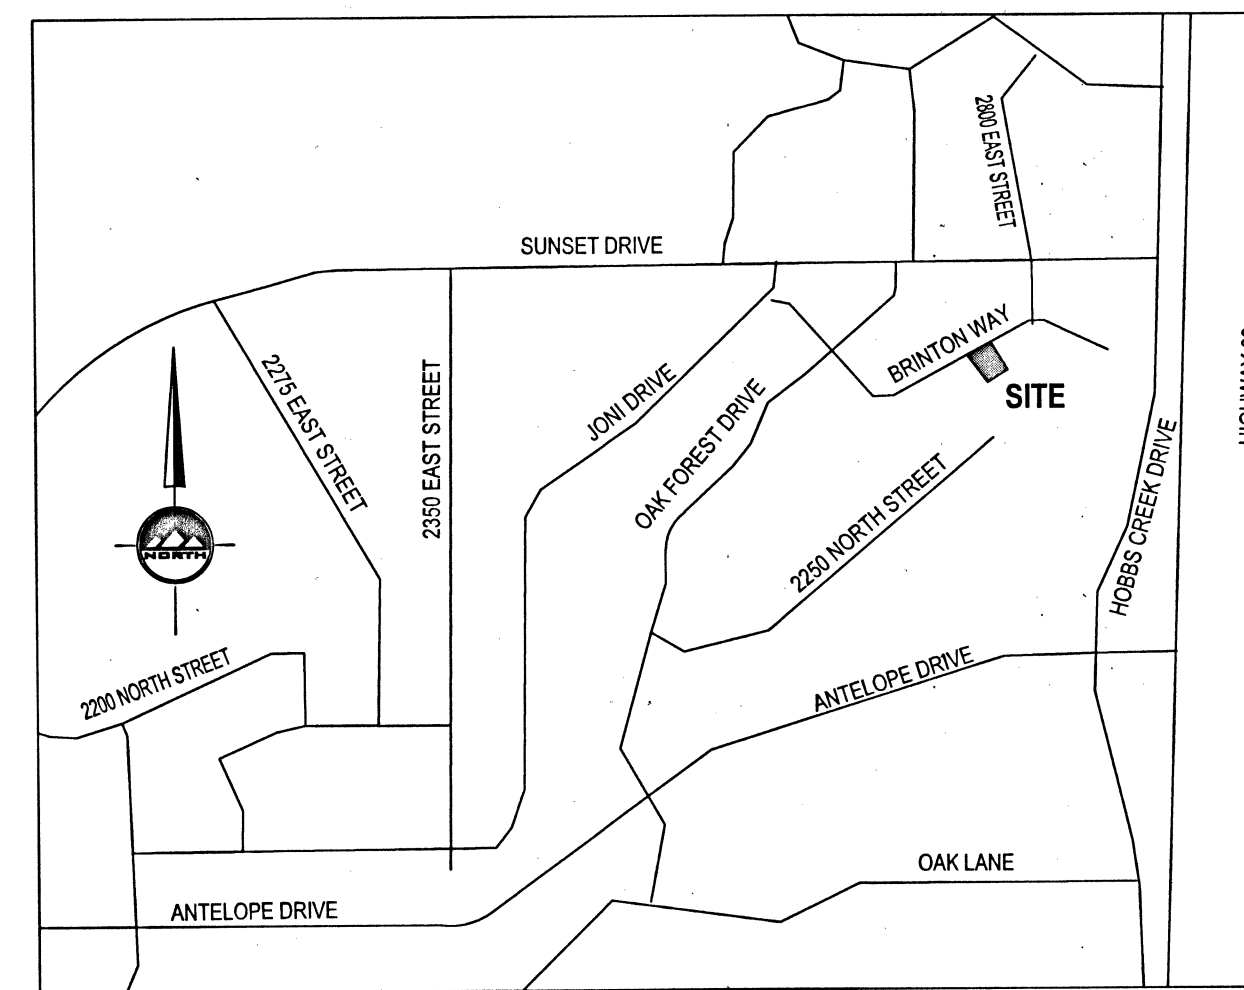 2800 EAST STREET
SUNSET DRIVE
BRINTON WAY
SITE
2275 EAST STREET
2350 EAST STREET
JONI DRIVE
OAK FOREST DRIVE
2250 NORTH STREET
HOBBS CREEK DRIVE
NORTH
2200 NORTH STREET
ANTELOPE DRIVE
OAK LANE
ANTELOPE DRIVE